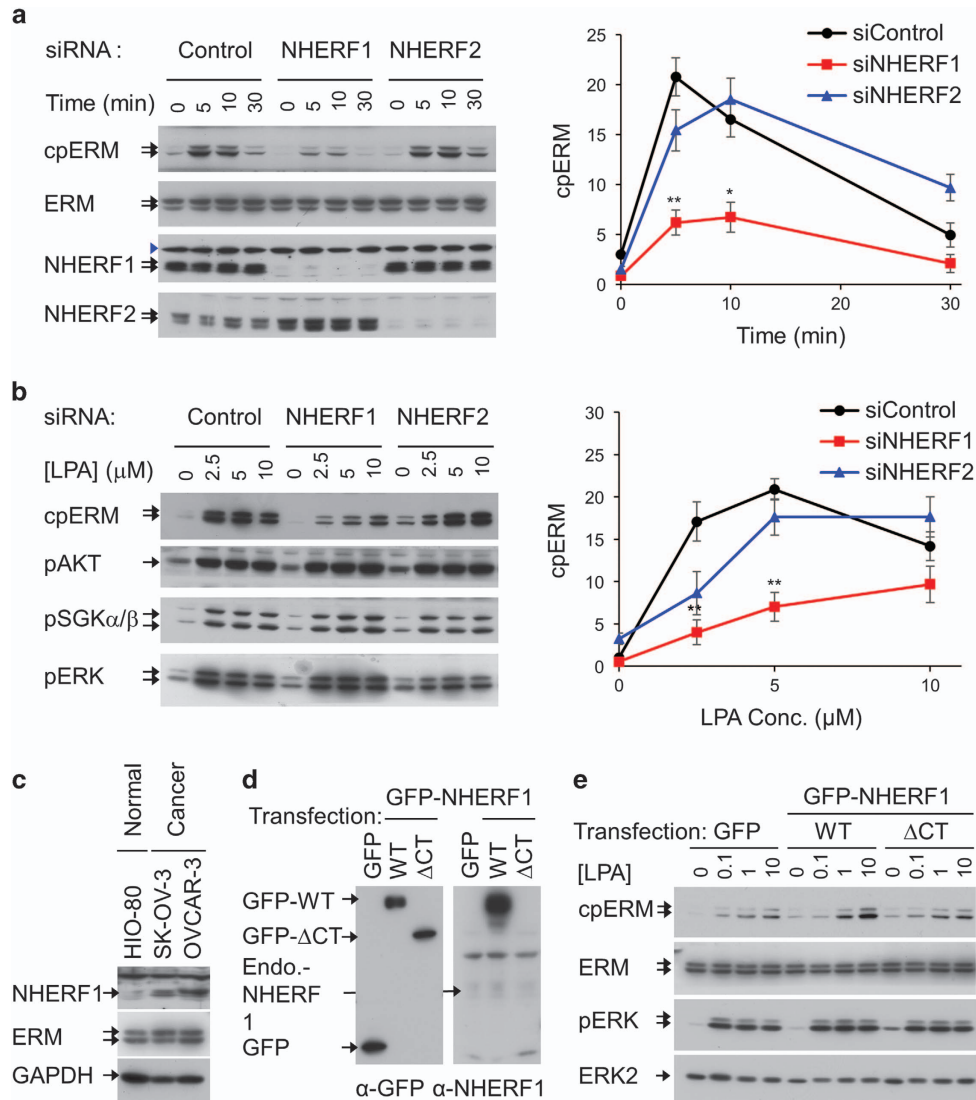 a
siRNA :
Control
NHERF1
NHERF2
Time (min)
0 5 10 30 0 5 10 30 0 5 10 30
cpERM
ERM
NHERF1
NHERF2
25
20
15
10
5
0
cpERM
siControl
siNHERF1
siNHERF2
**
*
0 10 20 30
Time (min)
b
siRNA:
Control
NHERF1
NHERF2
[LPA] (μM)
0 2.5 5 10 0 2.5 5 10 0 2.5 5 10
cpERM
pAKT
pSGKα/β
pERK
30
25
20
15
10
5
0
cpERM
siControl
siNHERF1
siNHERF2
**
**
0 5 10
LPA Conc. (μM)
c
Normal
Cancer
HIO-80
SK-OV-3
OVCAR-3
NHERF1
ERM
GAPDH
d
GFP-NHERF1
Transfection:
GFP WT ΔCT GFP WT ΔCT
GFP-WT
GFP-ΔCT
Endo.-
NHERF
1
GFP
α-GFP α-NHERF1
e
GFP-NHERF1
Transfection: GFP WT ΔCT
[LPA]
0 0.1 1 10 0 0.1 1 10 0 0.1 1 10
cpERM
ERM
pERK
ERK2